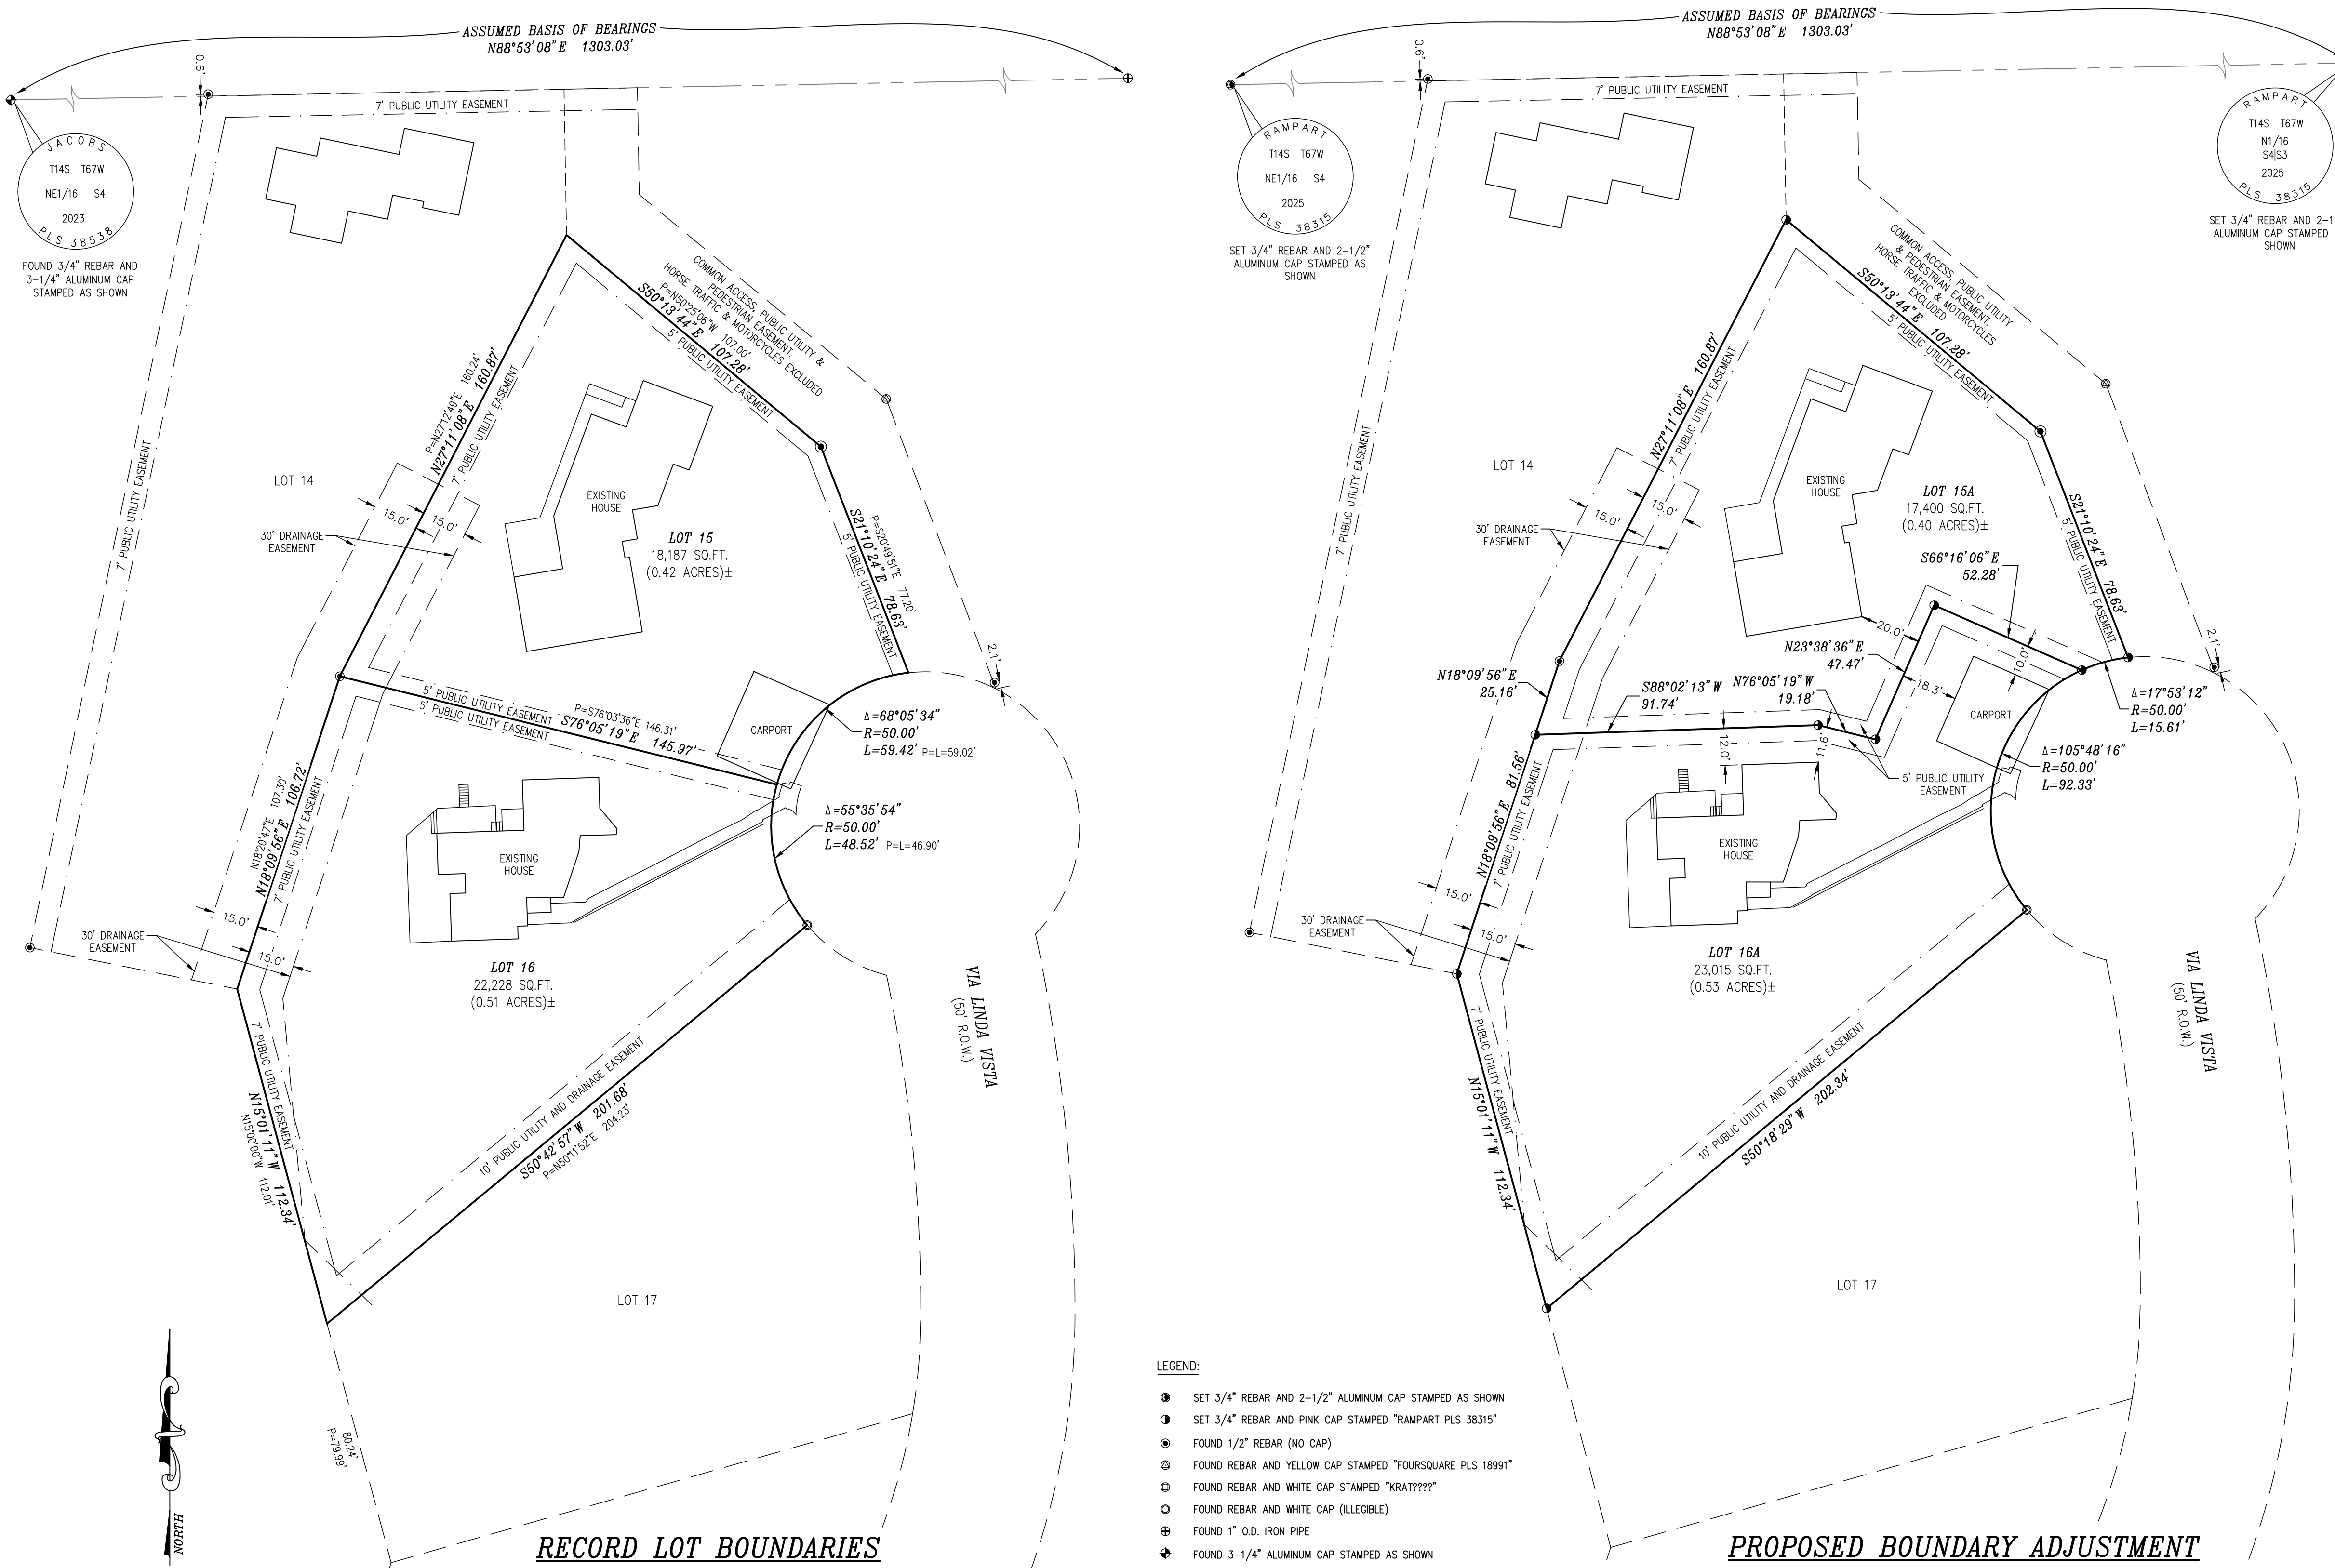 ASSUMED BASIS OF BEARINGS
N88°53'08"E 1303.03'
0.6'
7' PUBLIC UTILITY EASEMENT
JACOBS
T14S T67W
NE1/16 S4
2023
PLS 38538
FOUND 3/4" REBAR AND
3-1/4" ALUMINUM CAP
STAMPED AS SHOWN
7' PUBLIC UTILITY EASEMENT
COMMON ACCESS, PUBLIC UTILITY &
PEDESTRIAN EASEMENT.
HORSE TRAFFIC & MOTORCYCLES EXCLUDED
P=N50°25'06"W 107.00'
S50°13'44"E 107.28'
5' PUBLIC UTILITY EASEMENT
P=N27°12'49"E 160.24'
N27°11'08"E 160.87'
7' PUBLIC UTILITY EASEMENT
LOT 14
15.0'
15.0'
30' DRAINAGE
EASEMENT
EXISTING
HOUSE
LOT 15
18,187 SQ.FT.
(0.42 ACRES)±
P=S20°49'51"E 77.20'
S21°10'24"E 78.63'
5' PUBLIC UTILITY EASEMENT
2.1'
5' PUBLIC UTILITY EASEMENT
5' PUBLIC UTILITY EASEMENT
P=S76°03'36"E 146.31'
S76°05'19"E 145.97'
CARPORT
Δ=68°05'34"
R=50.00'
L=59.42' P=L=59.02'
Δ=55°35'54"
R=50.00'
L=48.52' P=L=46.90'
N18°20'47"E 107.30'
N18°09'56"E 106.72'
7' PUBLIC UTILITY EASEMENT
15.0'
15.0'
30' DRAINAGE
EASEMENT
EXISTING
HOUSE
LOT 16
22,228 SQ.FT.
(0.51 ACRES)±
7' PUBLIC UTILITY EASEMENT
N15°01'11"W 112.34'
N15°00'00"W 112.01'
10' PUBLIC UTILITY AND DRAINAGE EASEMENT
S50°42'57"W 201.68'
P=N50°11'52"E 204.23'
VIA LINDA VISTA
(50' R.O.W.)
LOT 17
80.24'
P=79.99'
NORTH
RECORD LOT BOUNDARIES
LEGEND:
SET 3/4" REBAR AND 2-1/2" ALUMINUM CAP STAMPED AS SHOWN
SET 3/4" REBAR AND PINK CAP STAMPED "RAMPART PLS 38315"
FOUND 1/2" REBAR (NO CAP)
FOUND REBAR AND YELLOW CAP STAMPED "FOURSQUARE PLS 18991"
FOUND REBAR AND WHITE CAP STAMPED "KRAT????"
FOUND REBAR AND WHITE CAP (ILLEGIBLE)
FOUND 1" O.D. IRON PIPE
FOUND 3-1/4" ALUMINUM CAP STAMPED AS SHOWN
ASSUMED BASIS OF BEARINGS
N88°53'08"E 1303.03'
0.6'
7' PUBLIC UTILITY EASEMENT
RAMPART
T14S T67W
NE1/16 S4
2025
PLS 38315
SET 3/4" REBAR AND 2-1/2"
ALUMINUM CAP STAMPED AS
SHOWN
RAMPART
T14S T67W
N1/16
S4|S3
2025
PLS 38315
SET 3/4" REBAR AND 2-1
ALUMINUM CAP STAMPED
SHOWN
7' PUBLIC UTILITY EASEMENT
COMMON ACCESS, PUBLIC UTILITY
& PEDESTRIAN EASEMENT.
HORSE TRAFFIC & MOTORCYCLES
EXCLUDED
S50°13'44"E 107.28'
5' PUBLIC UTILITY EASEMENT
N27°11'08"E 160.87'
7' PUBLIC UTILITY EASEMENT
LOT 14
15.0'
15.0'
30' DRAINAGE
EASEMENT
EXISTING
HOUSE
LOT 15A
17,400 SQ.FT.
(0.40 ACRES)±
S21°10'24"E 78.63'
5' PUBLIC UTILITY EASEMENT
S66°16'06"E
52.28'
20.0'
N23°38'36"E
47.47'
10.0'
18.3'
2.1'
N18°09'56"E
25.16'
S88°02'13"W
91.74'
N76°05'19"W
19.18'
CARPORT
Δ=17°53'12"
R=50.00'
L=15.61'
Δ=105°48'16"
R=50.00'
L=92.33'
12.0'
11.6'
5' PUBLIC UTILITY
EASEMENT
N18°09'56"E 81.56'
7' PUBLIC UTILITY EASEMENT
15.0'
15.0'
30' DRAINAGE
EASEMENT
EXISTING
HOUSE
LOT 16A
23,015 SQ.FT.
(0.53 ACRES)±
7' PUBLIC UTILITY EASEMENT
N15°01'11"W 112.34'
10' PUBLIC UTILITY AND DRAINAGE EASEMENT
S50°18'29"W 202.34'
VIA LINDA VISTA
(50' R.O.W.)
LOT 17
PROPOSED BOUNDARY ADJUSTMENT